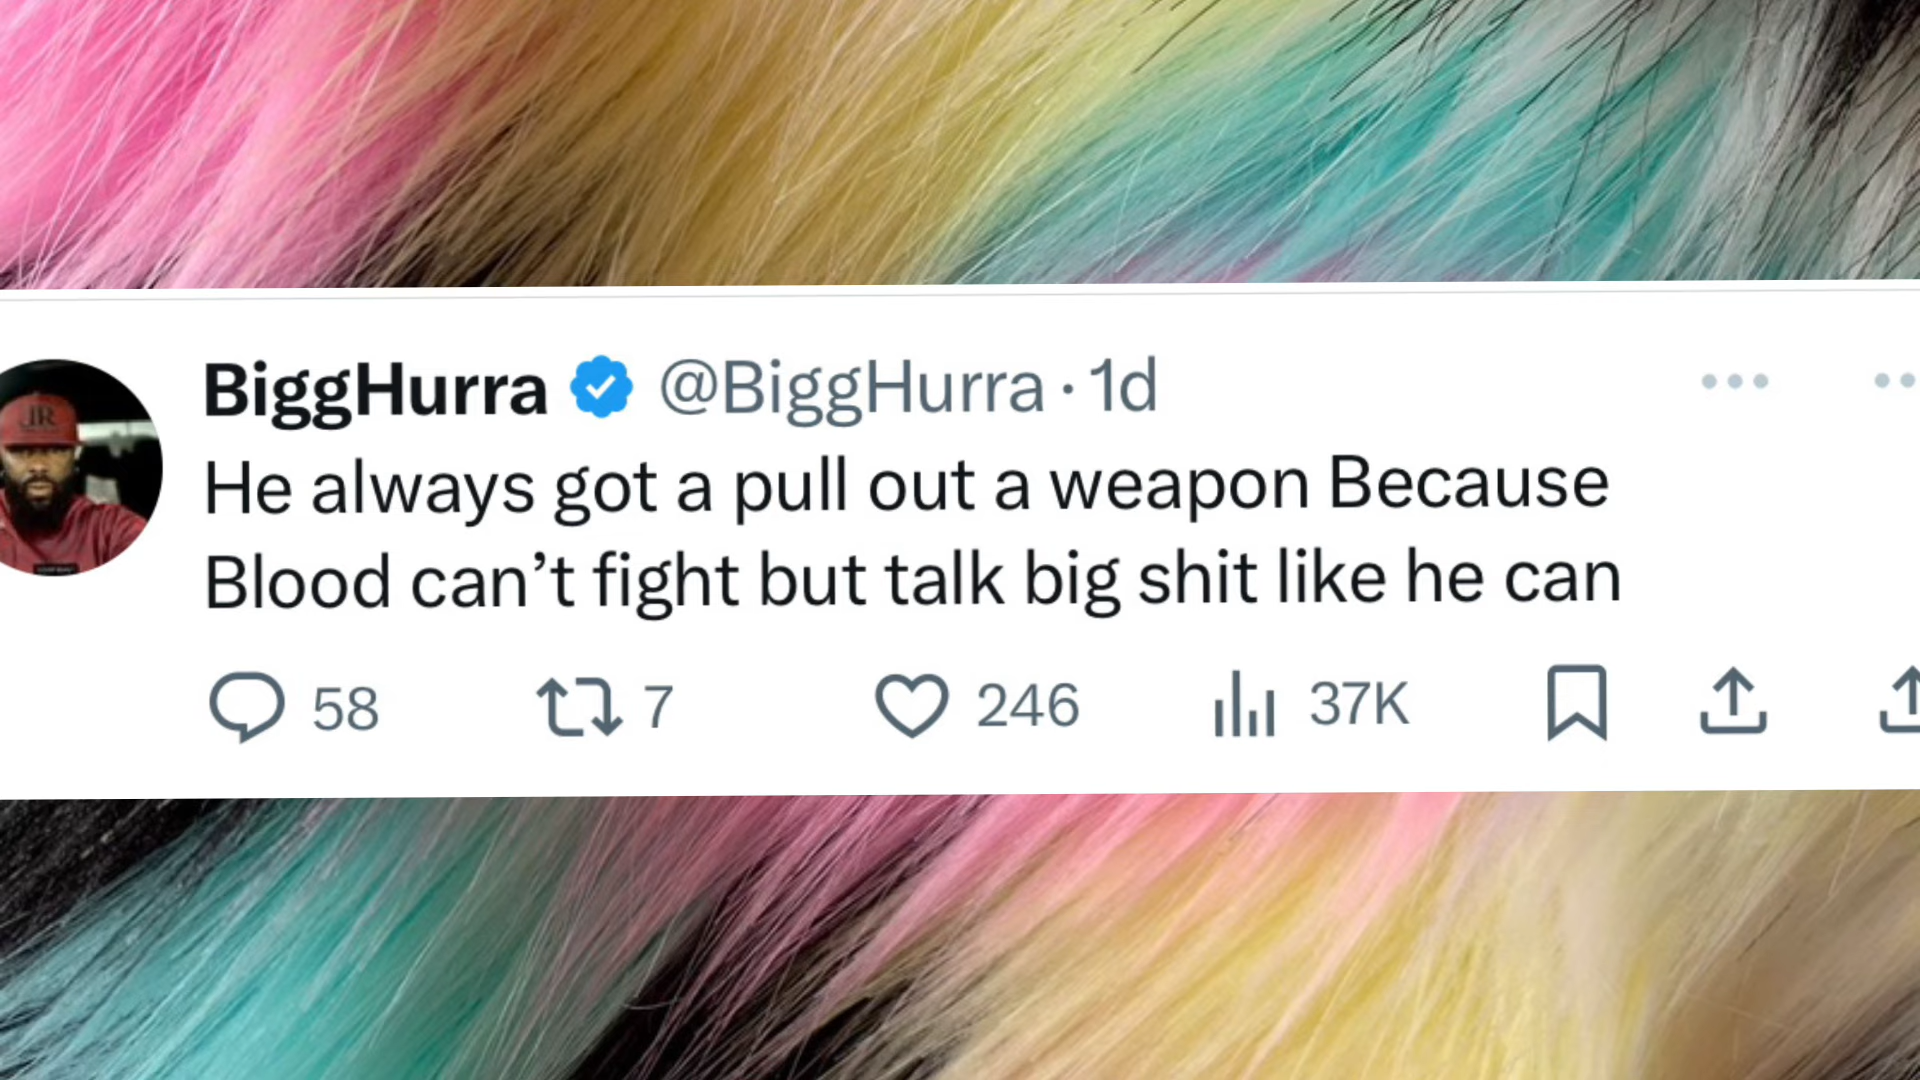 BiggHurra @BiggHurra · 1d
He always got a pull out a weapon Because
Blood can’t fight but talk big shit like he can
58 7 246 37K
JR